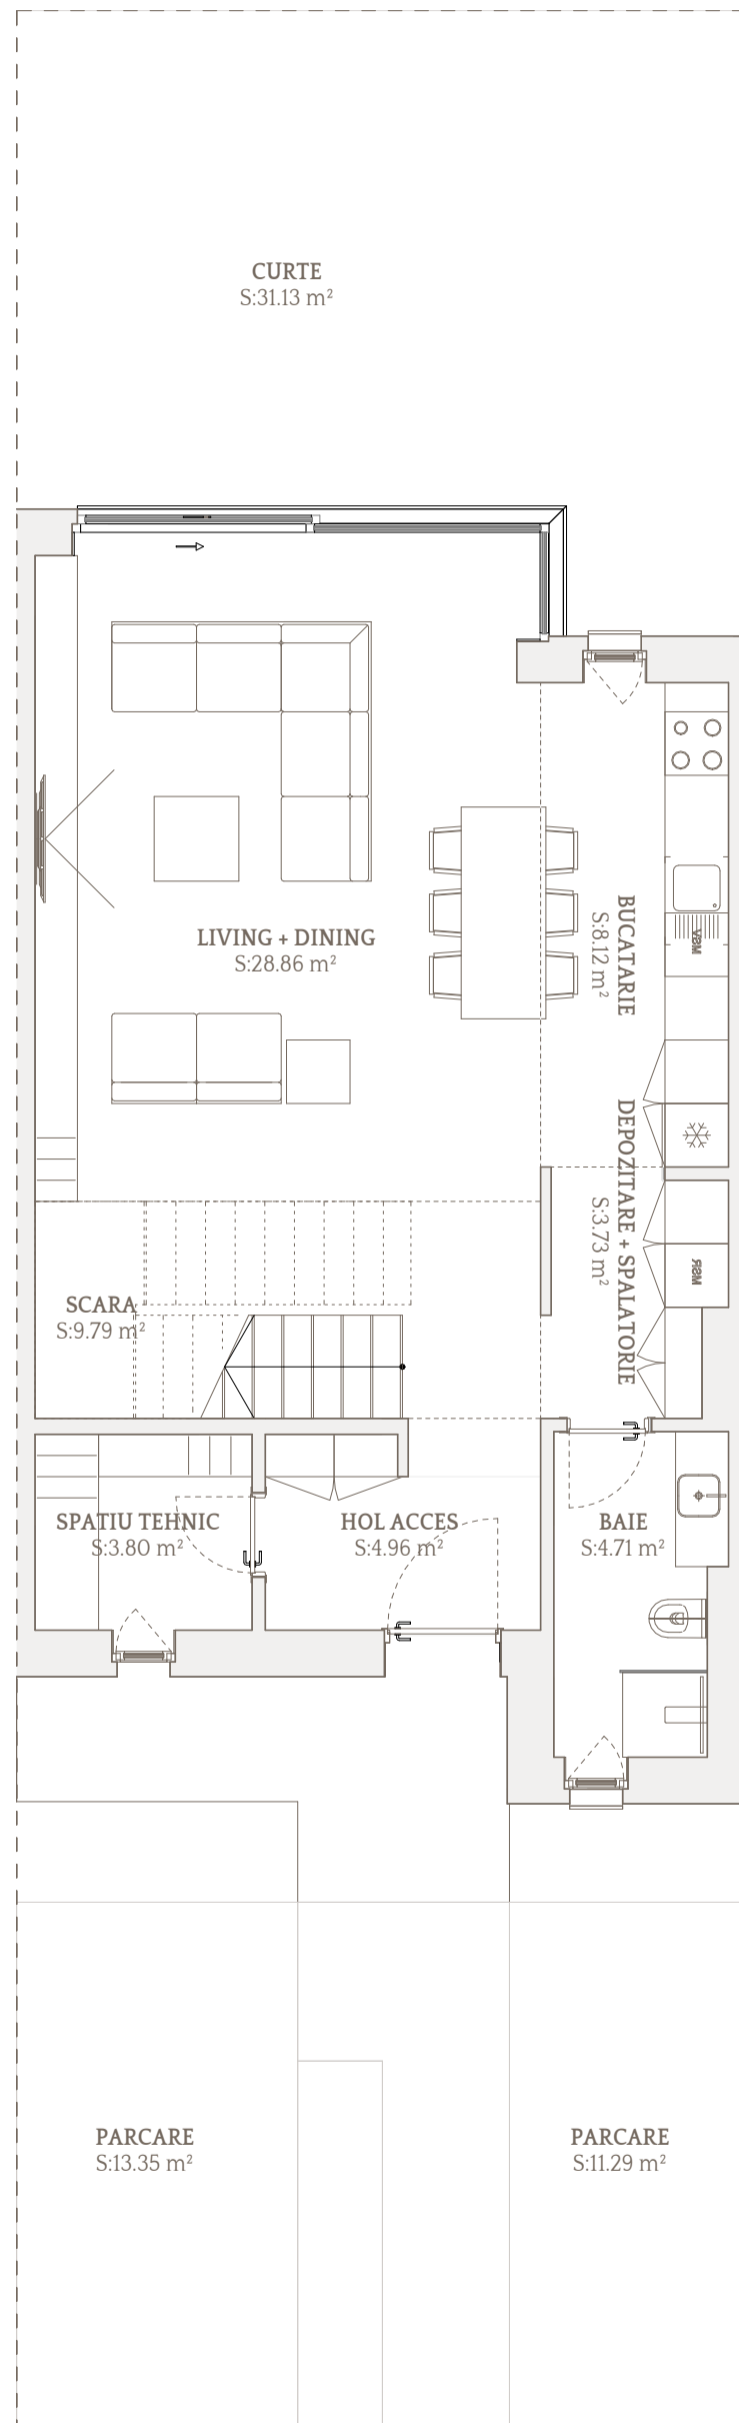 CURTE
S:31.13 m²
LIVING + DINING
S:28.86 m²
BUCATARIE
S:8.12 m²
MSV
DEPOZITARE + SPALATORIE
S:3.73 m²
MSR
SCARA
S:9.79 m²
SPATIU TEHNIC
S:3.80 m²
HOL ACCES
S:4.96 m²
BAIE
S:4.71 m²
PARCARE
S:13.35 m²
PARCARE
S:11.29 m²